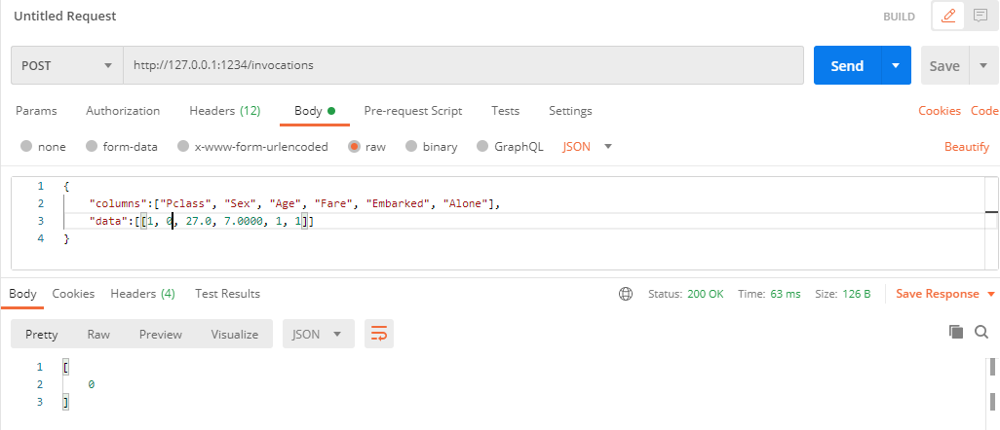 Untitled Request BUILD
POST http://127.0.0.1:1234/invocations Send Save
Params Authorization Headers (12) Body Pre-request Script Tests Settings Cookies Code
none form-data x-www-form-urlencoded raw binary GraphQL JSON Beautify
1 {
2 "columns":["Pclass", "Sex", "Age", "Fare", "Embarked", "Alone"],
3 "data":[[1, 0, 27.0, 7.0000, 1, 1]]
4 }
Body Cookies Headers (4) Test Results Status: 200 OK Time: 63 ms Size: 126 B Save Response
Pretty Raw Preview Visualize JSON
1 [
2 0
3 ]